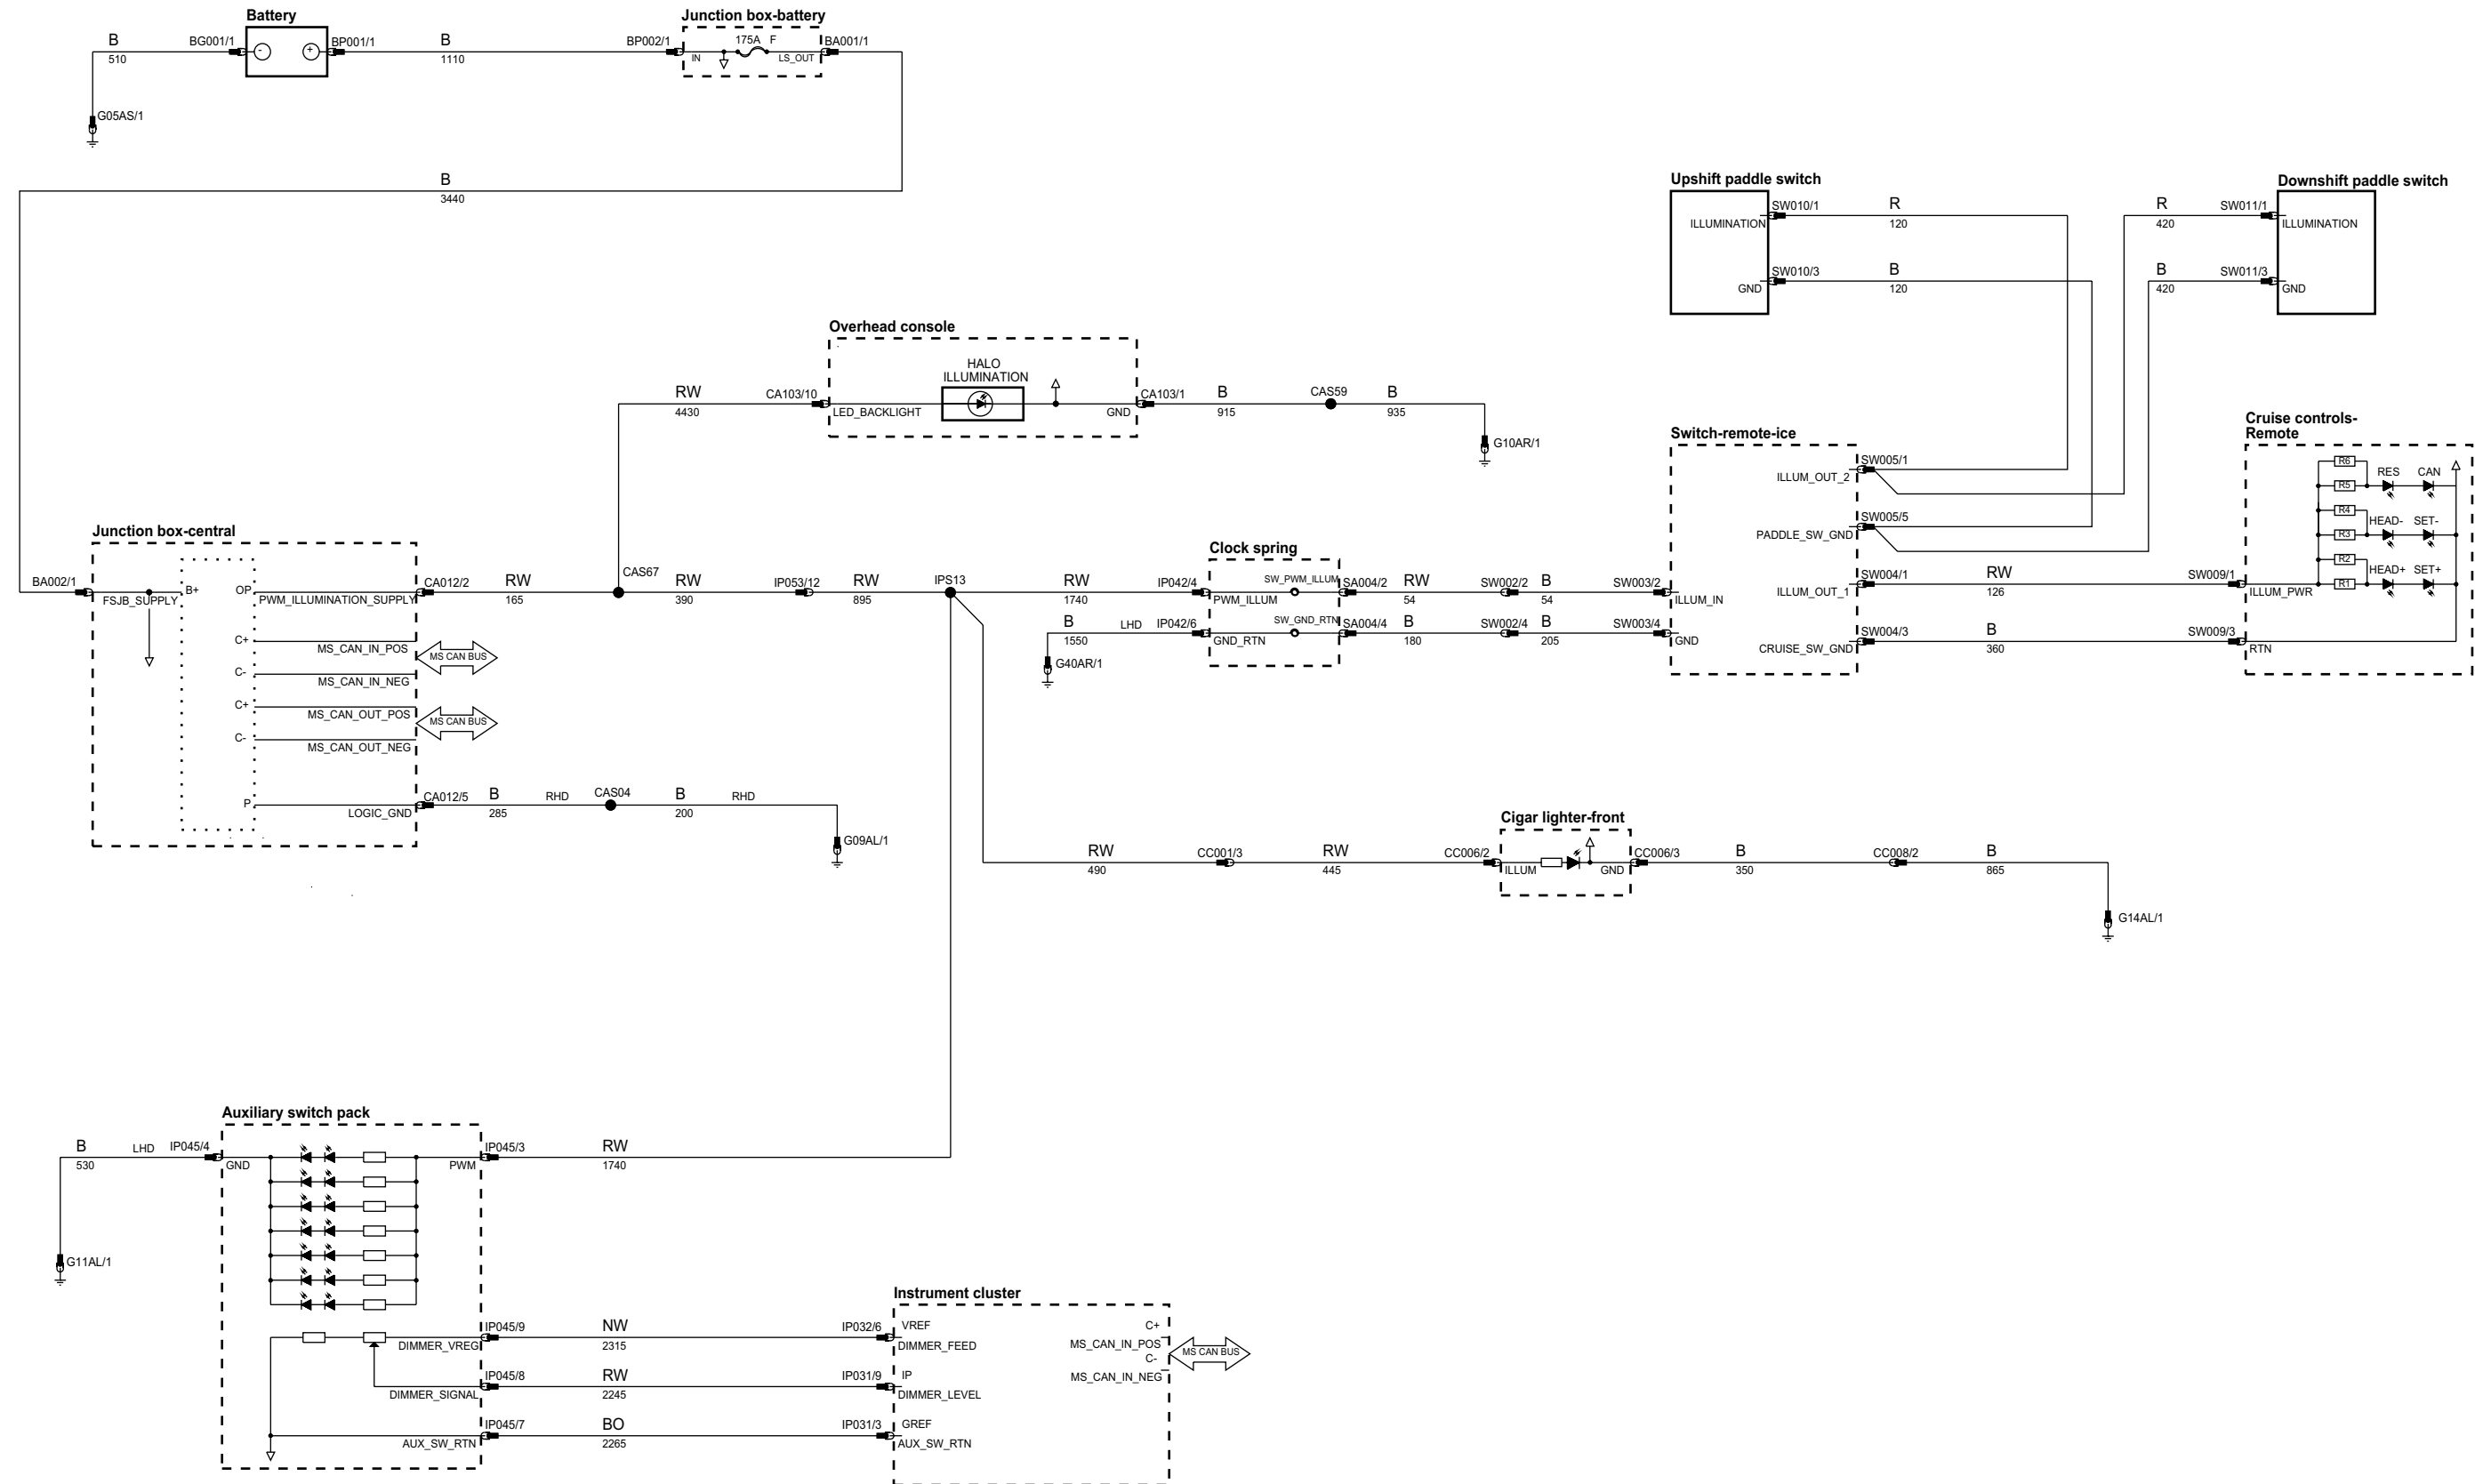 Battery
Junction box-battery
B
510
BG001/1
-
+
BP001/1
B
1110
BP002/1
175A F
IN
LS_OUT
BA001/1
G05AS/1
B
3440
Upshift paddle switch
Downshift paddle switch
SW010/1
R
120
R
420
SW011/1
ILLUMINATION
ILLUMINATION
SW010/3
B
120
B
420
SW011/3
GND
GND
Overhead console
HALO
ILLUMINATION
RW
4430
CA103/10
LED_BACKLIGHT
GND
CA103/1
B
915
CAS59
B
935
G10AR/1
Switch-remote-ice
Cruise controls-
Remote
SW005/1
ILLUM_OUT_2
R6
RES
CAN
R5
R4
SW005/5
PADDLE_SW_GND
HEAD-
SET-
R3
R2
HEAD+
SET+
R1
Junction box-central
Clock spring
BA002/1
FSJB_SUPPLY
B+
OP
PWM_ILLUMINATION_SUPPLY
CA012/2
RW
165
CAS67
RW
390
IP053/12
RW
895
IPS13
RW
1740
IP042/4
SW_PWM_ILLUM
PWM_ILLUM
SA004/2
RW
54
SW002/2
B
54
SW003/2
ILLUM_IN
ILLUM_OUT_1
SW004/1
RW
126
SW009/1
ILLUM_PWR
B
1550
LHD
IP042/6
SW_GND_RTN
GND_RTN
SA004/4
B
180
SW002/4
B
205
SW003/4
GND
CRUISE_SW_GND
SW004/3
B
360
SW009/3
RTN
G40AR/1
C+
MS_CAN_IN_POS
MS CAN BUS
C-
MS_CAN_IN_NEG
C+
MS_CAN_OUT_POS
MS CAN BUS
C-
MS_CAN_OUT_NEG
P
LOGIC_GND
CA012/5
B
285
RHD
CAS04
B
200
RHD
G09AL/1
Cigar lighter-front
RW
490
CC001/3
RW
445
CC006/2
ILLUM
GND
CC006/3
B
350
CC008/2
B
865
G14AL/1
Auxiliary switch pack
B
530
LHD
IP045/4
GND
PWM
IP045/3
RW
1740
G11AL/1
Instrument cluster
DIMMER_VREG
IP045/9
NW
2315
IP032/6
VREF
DIMMER_FEED
C+
MS_CAN_IN_POS
MS CAN BUS
C-
MS_CAN_IN_NEG
DIMMER_SIGNAL
IP045/8
RW
2245
IP031/9
IP
DIMMER_LEVEL
AUX_SW_RTN
IP045/7
BO
2265
IP031/3
GREF
AUX_SW_RTN